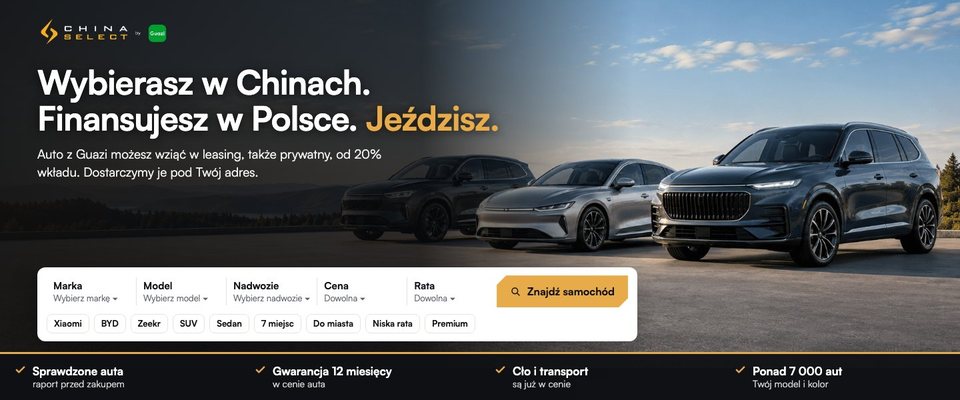 CHINA
SELECT
by
Guazi
Wybierasz w Chinach.
Finansujesz w Polsce. Jeździsz.
Auto z Guazi możesz wziąć w leasing, także prywatny, od 20%
wkładu. Dostarczymy je pod Twój adres.
Marka Model Nadwozie Cena Rata
Wybierz markę Wybierz model Wybierz nadwozie Dowolna Dowolna
Znajdź samochód
Xiaomi BYD Zeekr SUV Sedan 7 miejsc Do miasta Niska rata Premium
Sprawdzone auta
raport przed zakupem
Gwarancja 12 miesięcy
w cenie auta
Cło i transport
są już w cenie
Ponad 7 000 aut
Twój model i kolor